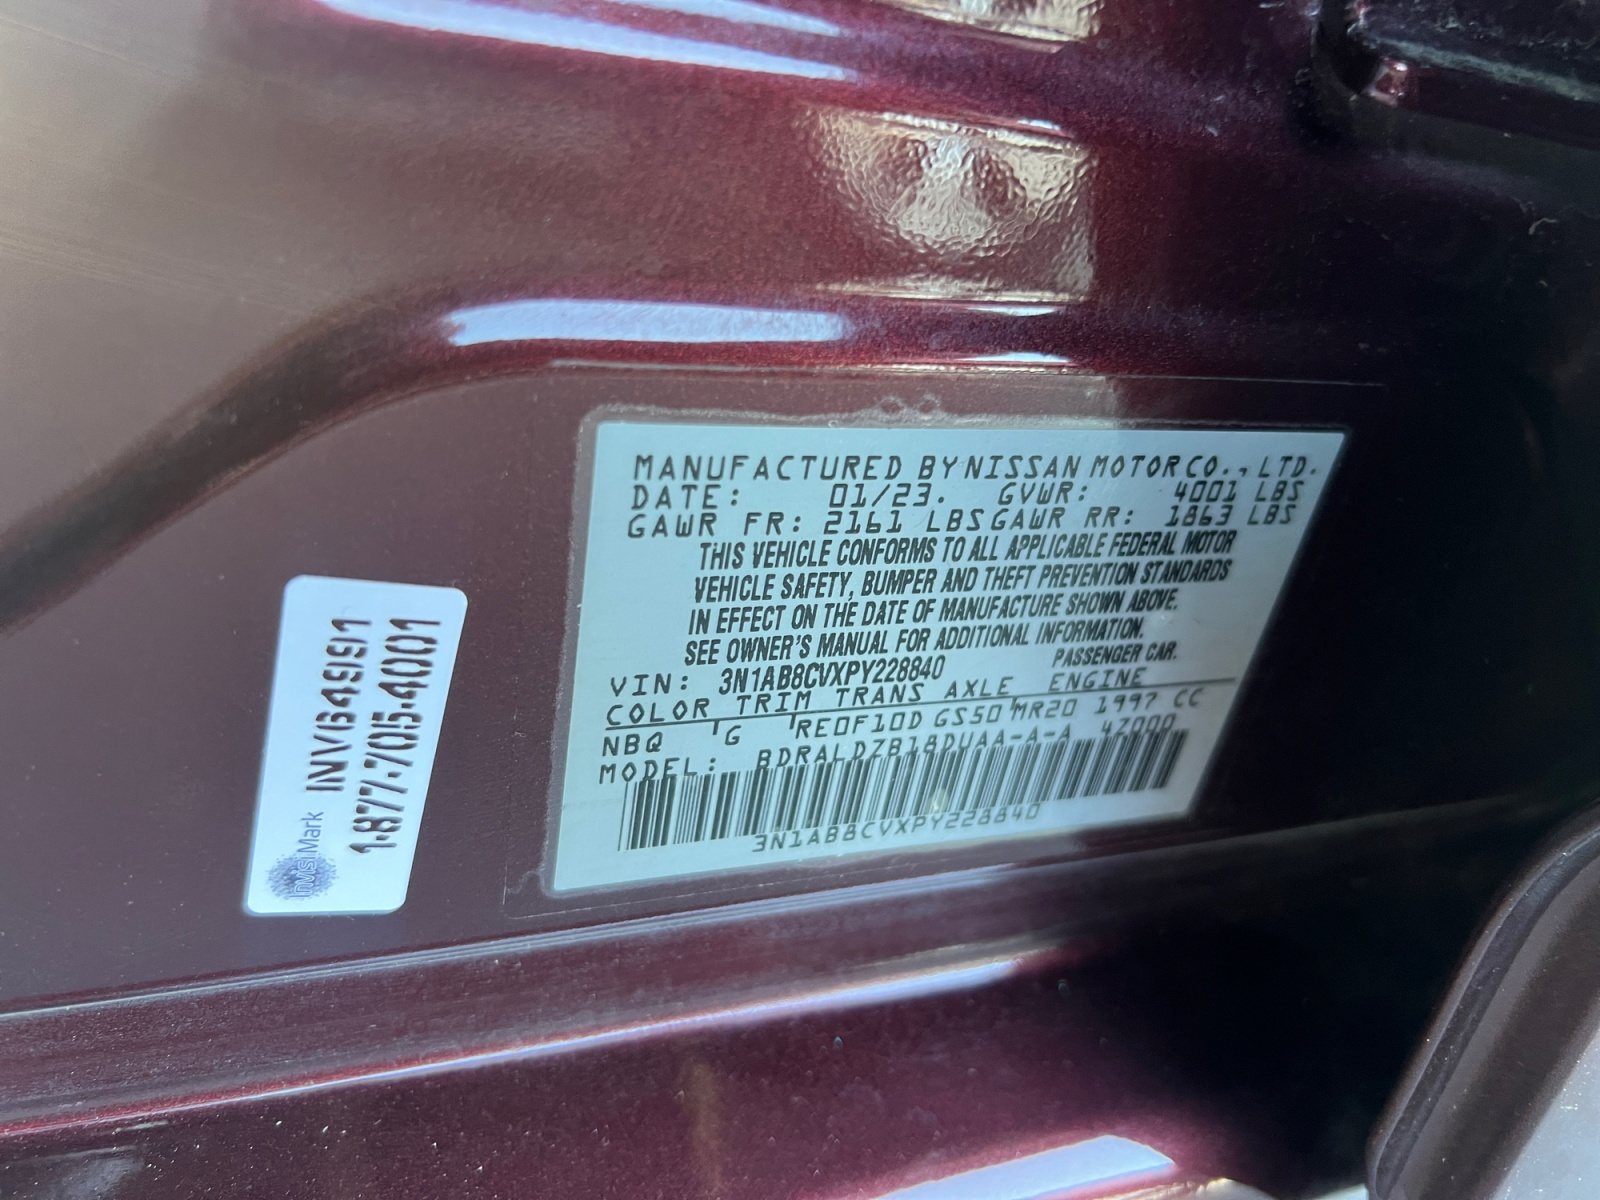 MANUFACTURED BY NISSAN MOTOR CO., LTD.
DATE: 01/23. GVWR: 4001 LBS
GAWR FR: 2161 LBS GAWR RR: 1863 LBS
THIS VEHICLE CONFORMS TO ALL APPLICABLE FEDERAL MOTOR
VEHICLE SAFETY, BUMPER AND THEFT PREVENTION STANDARDS
IN EFFECT ON THE DATE OF MANUFACTURE SHOWN ABOVE.
SEE OWNER'S MANUAL FOR ADDITIONAL INFORMATION.
VIN: 3N1AB8CVXPY228840 PASSENGER CAR.
COLOR TRIM TRANS AXLE ENGINE
NBQ G RE0F10D GS50 MR20 1997 CC
MODEL: BDRALDZB18DUAA-A-A 4Z000
3N1AB8CVXPY228840
InvisiMark
INV64991
1-877-705-4001